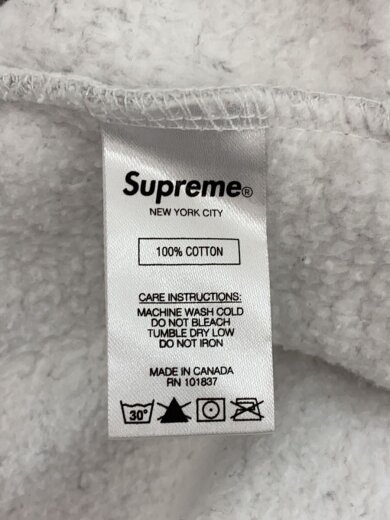 Supreme®
NEW YORK CITY
100% COTTON
CARE INSTRUCTIONS:
MACHINE WASH COLD
DO NOT BLEACH
TUMBLE DRY LOW
DO NOT IRON
MADE IN CANADA
RN 101837
30°